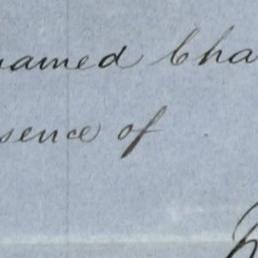 named Cha
sence of